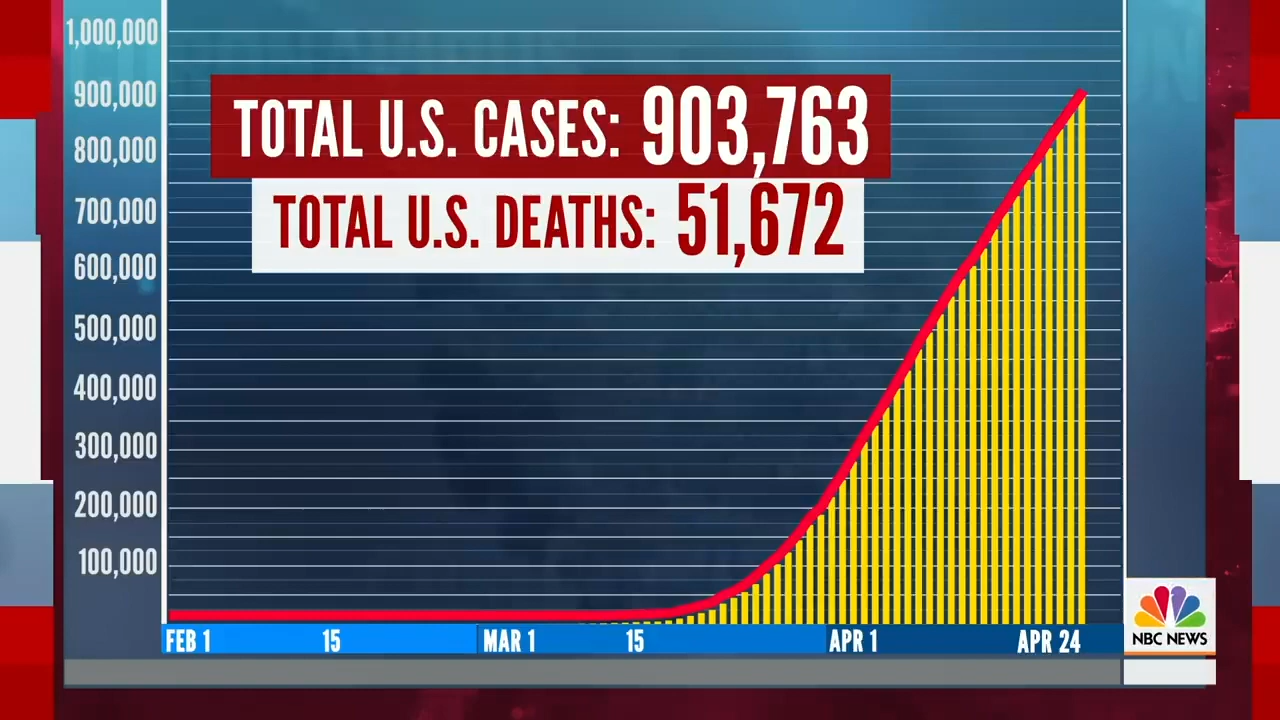 1,000,000
900,000
800,000
700,000
600,000
500,000
400,000
300,000
200,000
100,000
TOTAL U.S. CASES: 903,763
TOTAL U.S. DEATHS: 51,672
FEB 1 15 MAR 1 15 APR 1 APR 24
NBC NEWS